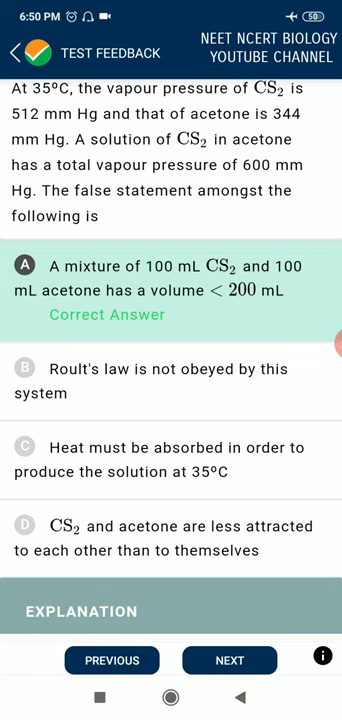 6:50 PM
50
TEST FEEDBACK
NEET NCERT BIOLOGY
YOUTUBE CHANNEL
At 35ºC, the vapour pressure of CS₂ is
512 mm Hg and that of acetone is 344
mm Hg. A solution of CS₂ in acetone
has a total vapour pressure of 600 mm
Hg. The false statement amongst the
following is
A A mixture of 100 mL CS₂ and 100
mL acetone has a volume < 200 mL
Correct Answer
B Roult's law is not obeyed by this
system
C Heat must be absorbed in order to
produce the solution at 35ºC
D CS₂ and acetone are less attracted
to each other than to themselves
EXPLANATION
PREVIOUS
NEXT
i